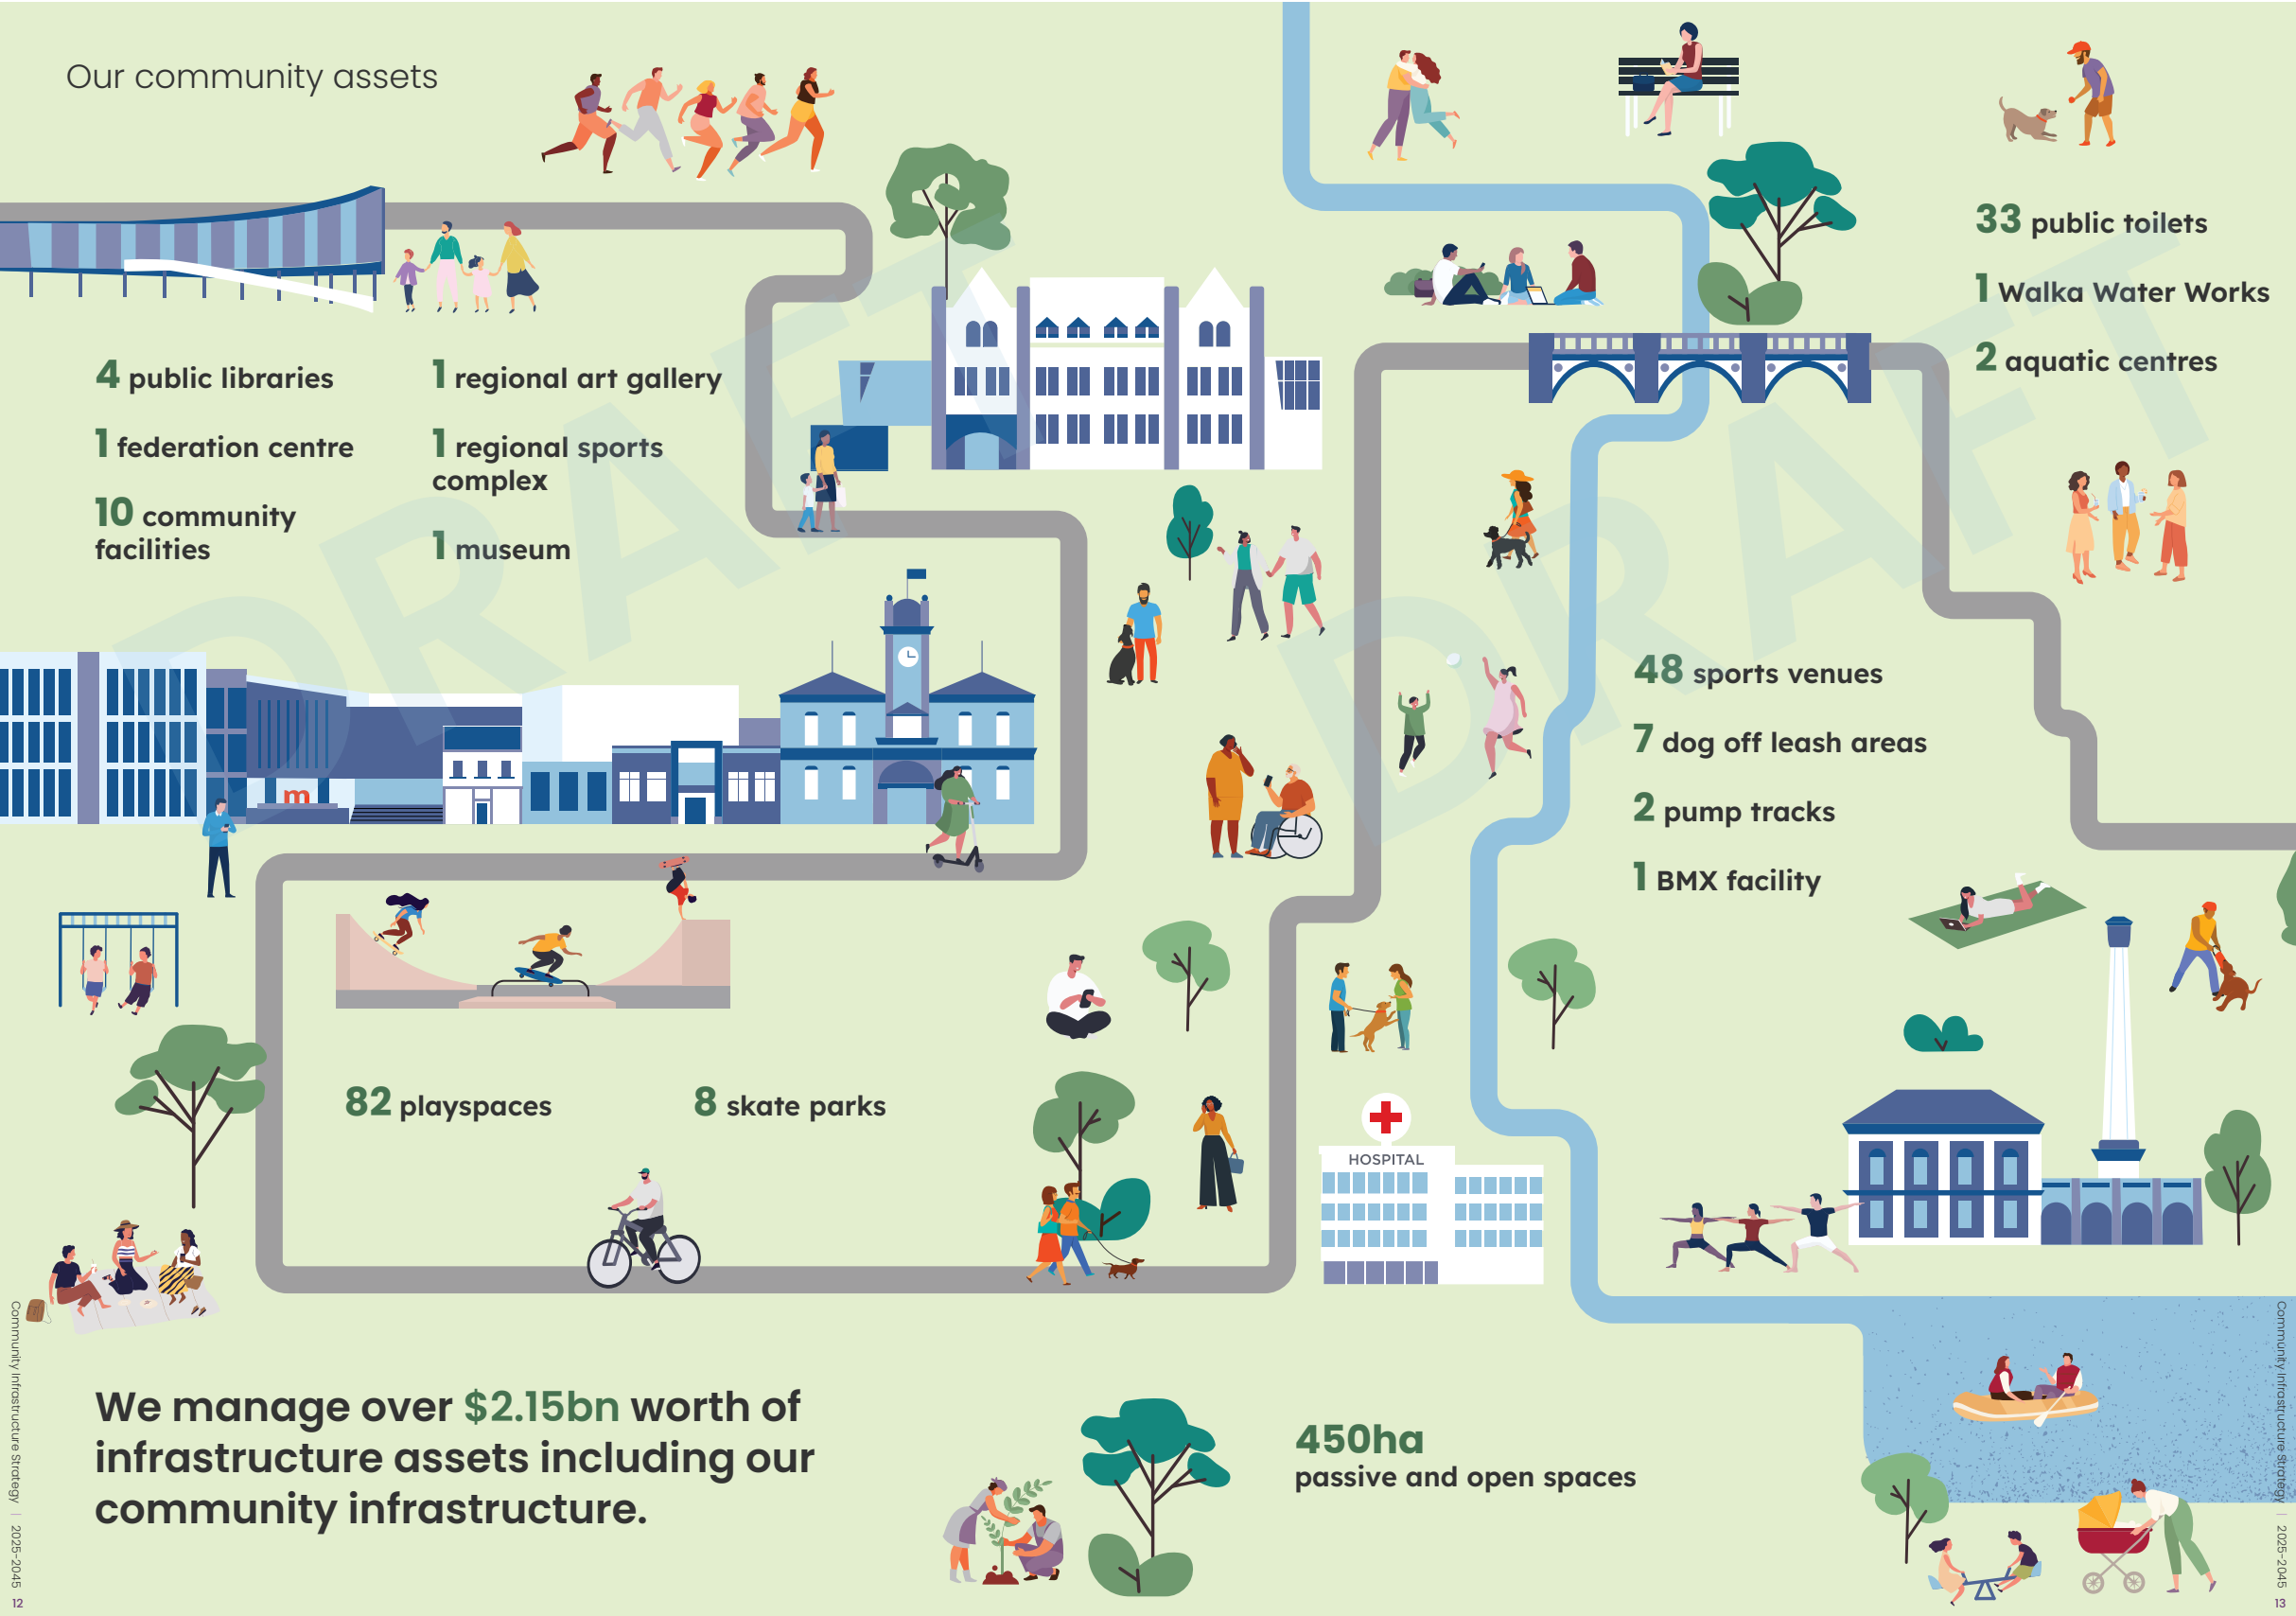 Our community assets
4 public libraries
1 federation centre
10 community
facilities
1 regional art gallery
1 regional sports
complex
1 museum
33 public toilets
1 Walka Water Works
2 aquatic centres
48 sports venues
7 dog off leash areas
2 pump tracks
1 BMX facility
m
82 playspaces
8 skate parks
HOSPITAL
We manage over $2.15bn worth of
infrastructure assets including our
community infrastructure.
450ha
passive and open spaces
DRAFT
DRAFT
Community Infrastructure Strategy | 2025-2045
12
Community Infrastructure Strategy | 2025-2045
13